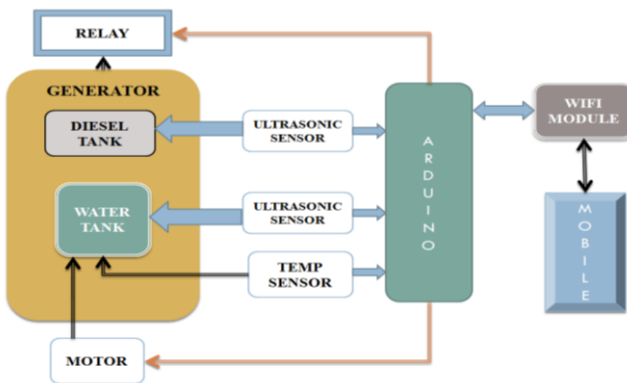 RELAY
GENERATOR
DIESEL
TANK
ULTRASONIC
SENSOR
WATER
TANK
ULTRASONIC
SENSOR
TEMP
SENSOR
MOTOR
ARDUINO
WIFI
MODULE
MOBILE